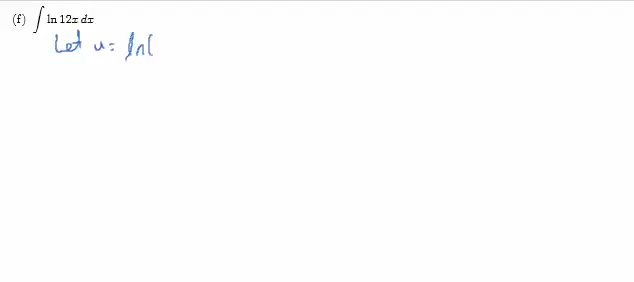 (f) ∫ ln 12x dx
Let u = ln(